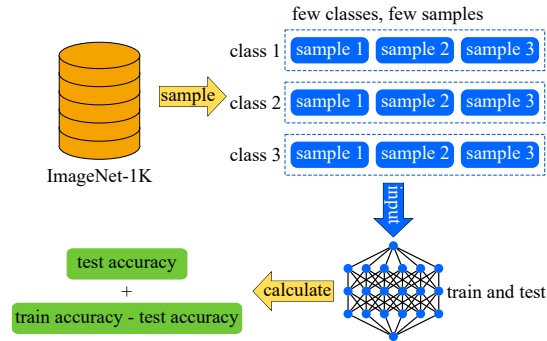 few classes, few samples
class 1 sample 1 sample 2 sample 3
sample
class 2 sample 1 sample 2 sample 3
class 3 sample 1 sample 2 sample 3
ImageNet-1K
input
train and test
calculate
test accuracy
+
train accuracy - test accuracy